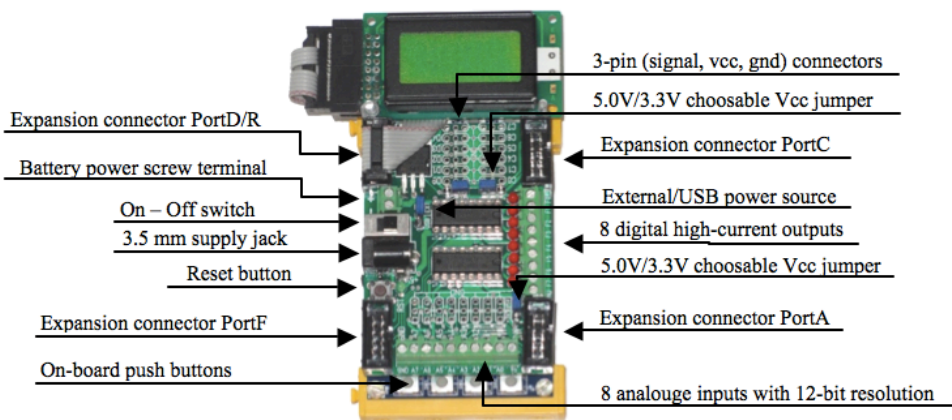 3-pin (signal, vcc, gnd) connectors
5.0V/3.3V choosable Vcc jumper
Expansion connector PortD/R
Expansion connector PortC
Battery power screw terminal
External/USB power source
On – Off switch
8 digital high-current outputs
3.5 mm supply jack
5.0V/3.3V choosable Vcc jumper
Reset button
Expansion connector PortF
Expansion connector PortA
On-board push buttons
8 analouge inputs with 12-bit resolution